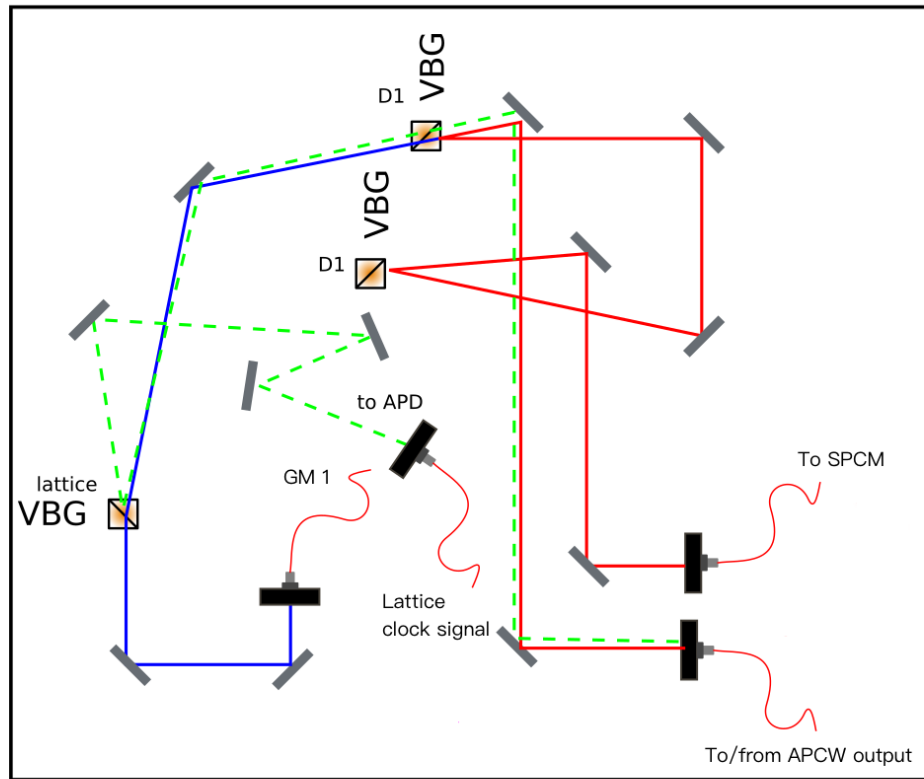 VBG
D1
VBG
D1
lattice
VBG
to APD
GM 1
To SPCM
Lattice
clock signal
To/from APCW output